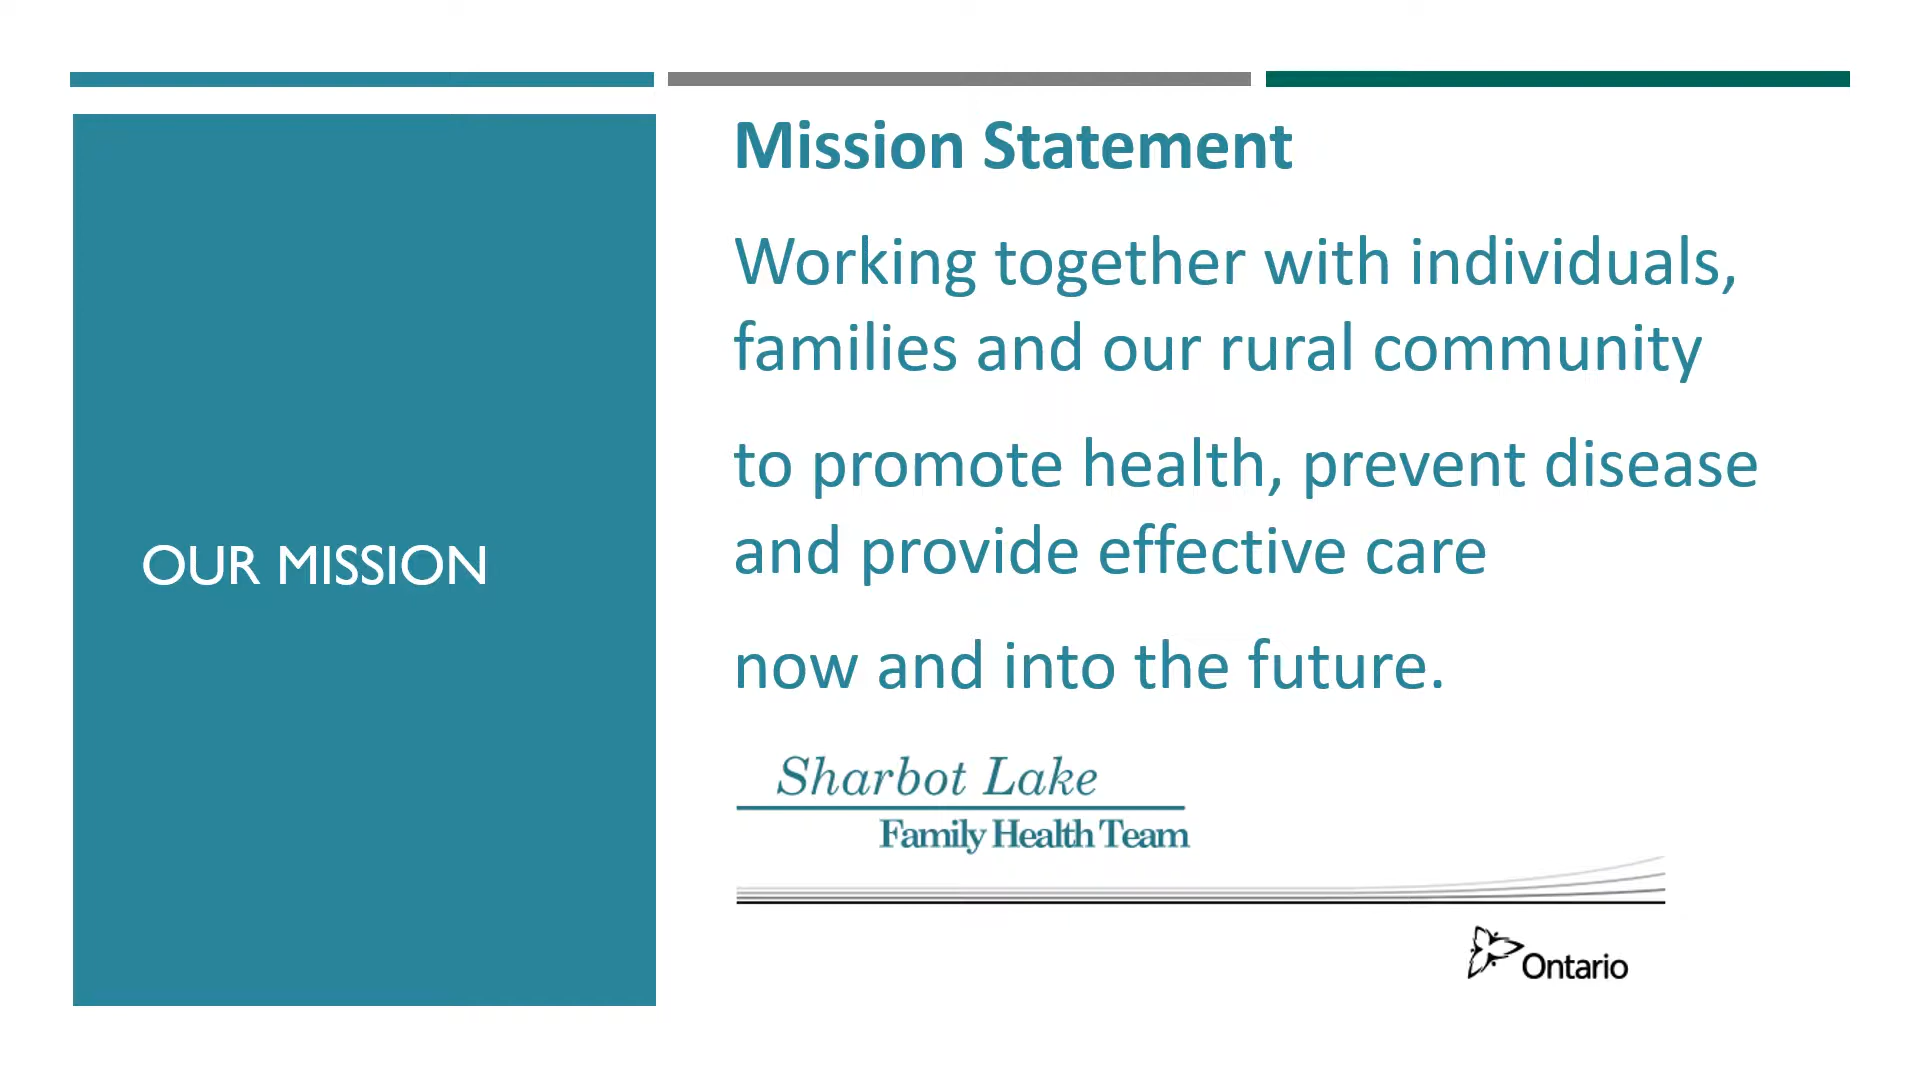 OUR MISSION
Mission Statement
Working together with individuals,
families and our rural community
to promote health, prevent disease
and provide effective care
now and into the future.
Sharbot Lake
Family Health Team
Ontario